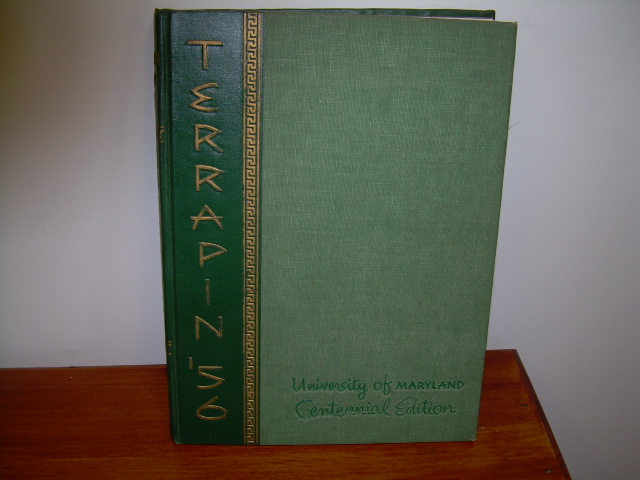 TERRAPIN '56
University of MARYLAND
Centennial Edition